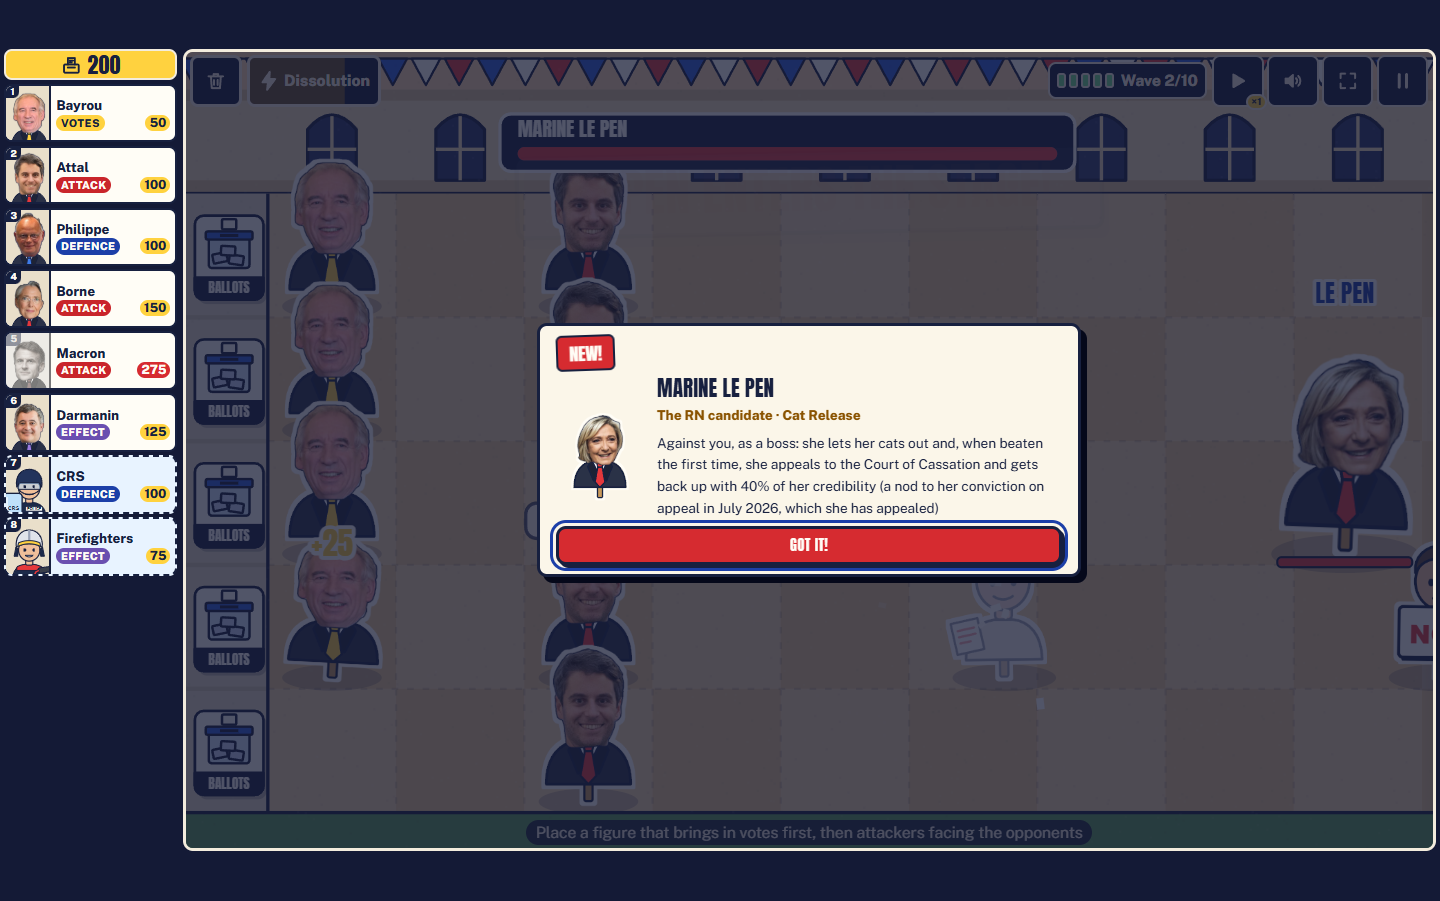 200
1
Bayrou
VOTES 50
2
Attal
ATTACK 100
3
Philippe
DEFENCE 100
4
Borne
ATTACK 150
5
Macron
ATTACK 275
6
Darmanin
EFFECT 125
7
CRS
DEFENCE 100
CRS
8
Firefighters
EFFECT 75
Dissolution
Wave 2/10
×1
MARINE LE PEN
BALLOTS
BALLOTS
BALLOTS
BALLOTS
BALLOTS
LE PEN
+25
NEW!
MARINE LE PEN
The RN candidate · Cat Release
Against you, as a boss: she lets her cats out and, when beaten
the first time, she appeals to the Court of Cassation and gets
back up with 40% of her credibility (a nod to her conviction on
appeal in July 2026, which she has appealed)
GOT IT!
Place a figure that brings in votes first, then attackers facing the opponents